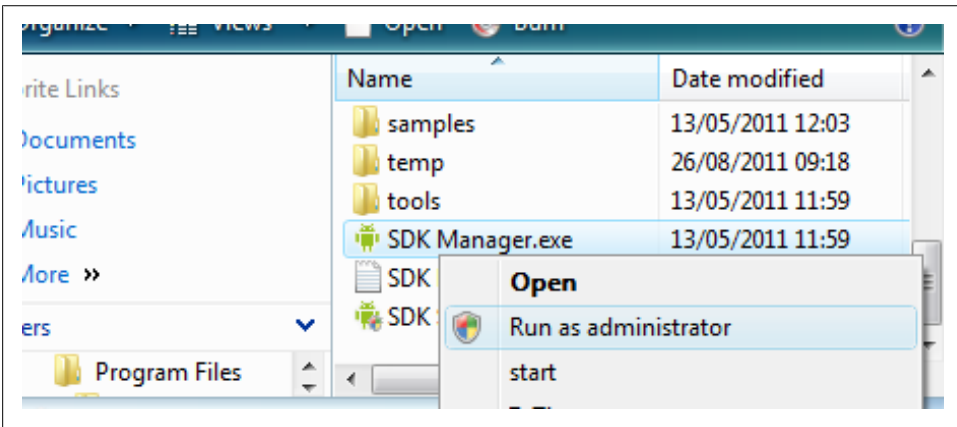 Organize Views Open Burn
rite Links
Documents
Pictures
Music
More »
ers
Program Files
Name Date modified
samples 13/05/2011 12:03
temp 26/08/2011 09:18
tools 13/05/2011 11:59
SDK Manager.exe 13/05/2011 11:59
SDK
SDK
Open
Run as administrator
start